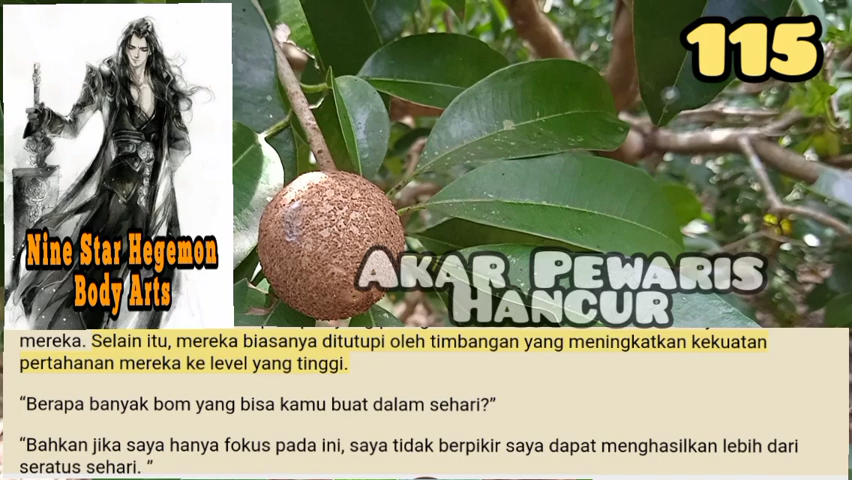 115
Nine Star Hegemon
Body Arts
Akar Pewaris
Hancur
mereka. Selain itu, mereka biasanya ditutupi oleh timbangan yang meningkatkan kekuatan
pertahanan mereka ke level yang tinggi.
“Berapa banyak bom yang bisa kamu buat dalam sehari?”
“Bahkan jika saya hanya fokus pada ini, saya tidak berpikir saya dapat menghasilkan lebih dari
seratus sehari. ”